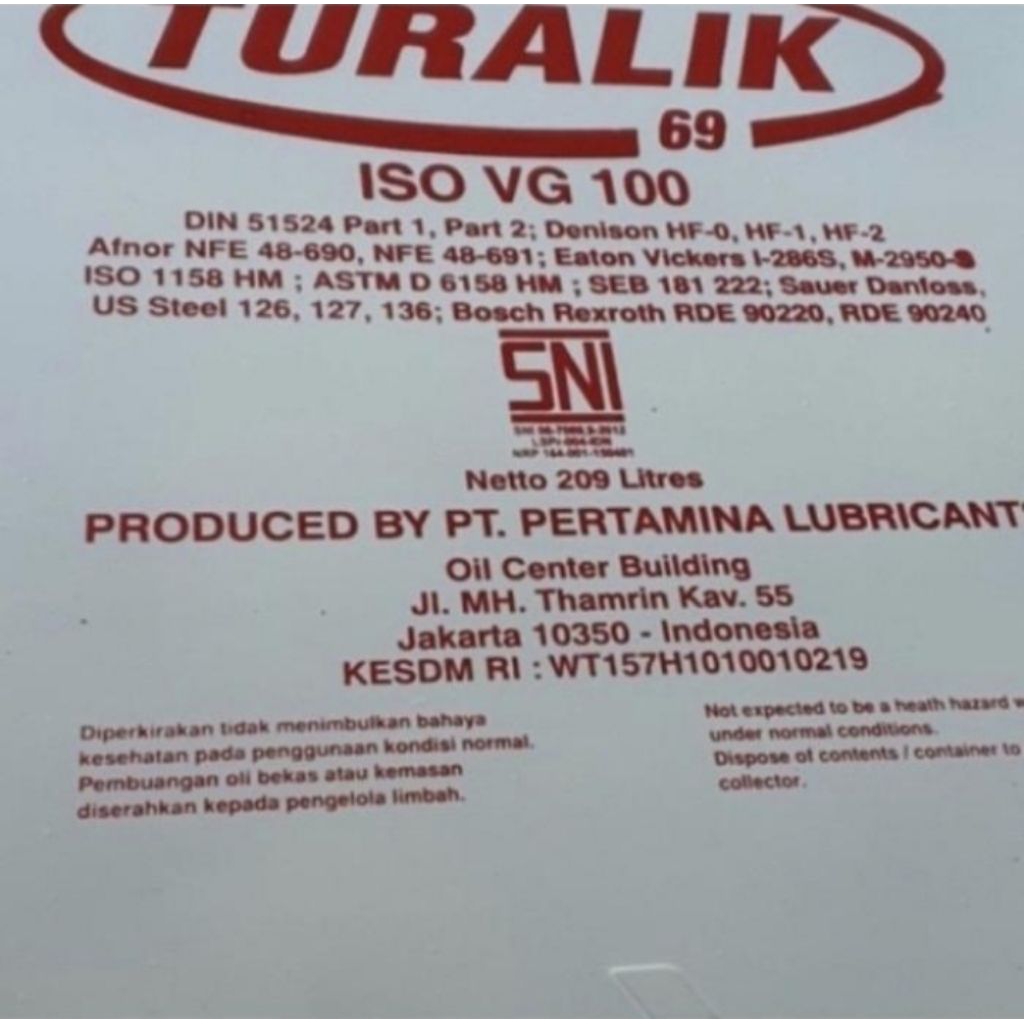 TURALIK
69
ISO VG 100
DIN 51524 Part 1, Part 2; Denison HF-0, HF-1, HF-2
Afnor NFE 48-690, NFE 48-691; Eaton Vickers I-286S, M-2950-S
ISO 1158 HM ; ASTM D 6158 HM ; SEB 181 222; Sauer Danfoss,
US Steel 126, 127, 136; Bosch Rexroth RDE 90220, RDE 90240
SNI
Netto 209 Litres
PRODUCED BY PT. PERTAMINA LUBRICANT
Oil Center Building
Jl. MH. Thamrin Kav. 55
Jakarta 10350 - Indonesia
KESDM RI : WT157H1010010219
Diperkirakan tidak menimbulkan bahaya
kesehatan pada penggunaan kondisi normal.
Pembuangan oli bekas atau kemasan
diserahkan kepada pengelola limbah.
Not expected to be a heath hazard w
under normal conditions.
Dispose of contents / container to
collector.